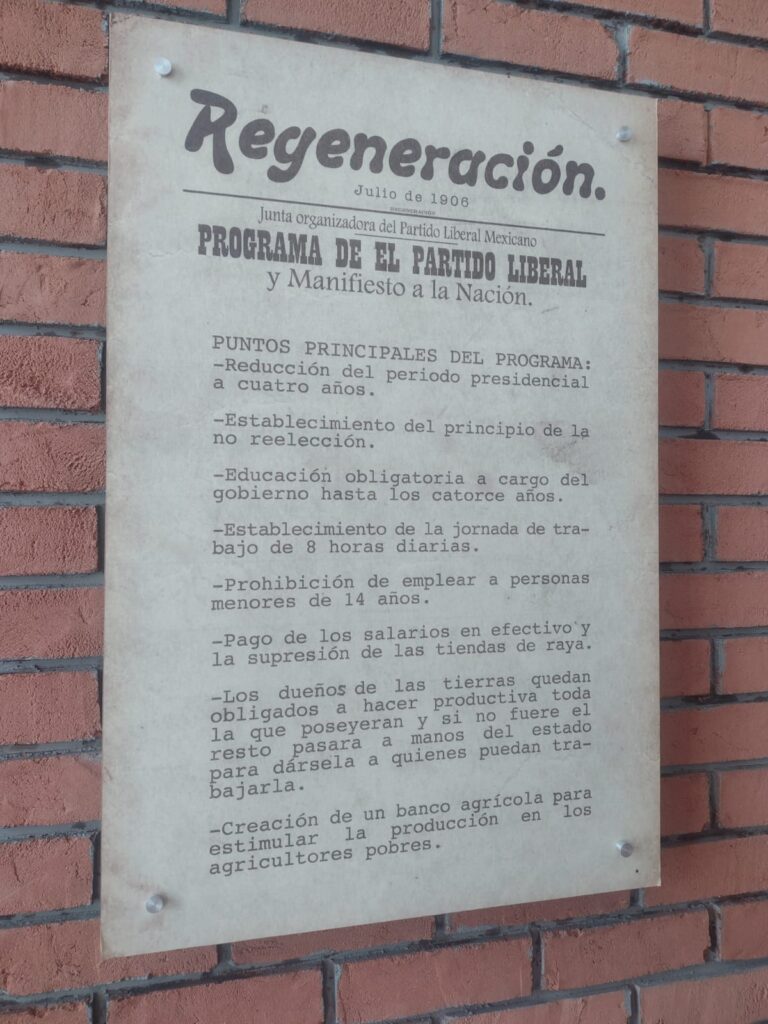 Regeneración.
Julio de 1906
REGENERACIÓN
Junta organizadora del Partido Liberal Mexicano
PROGRAMA DE EL PARTIDO LIBERAL
y Manifiesto a la Nación.
PUNTOS PRINCIPALES DEL PROGRAMA:
-Reducción del periodo presidencial
a cuatro años.
-Establecimiento del principio de la
no reelección.
-Educación obligatoria a cargo del
gobierno hasta los catorce años.
-Establecimiento de la jornada de tra-
bajo de 8 horas diarias.
-Prohibición de emplear a personas
menores de 14 años.
-Pago de los salarios en efectivo y
la supresión de las tiendas de raya.
-Los dueños de las tierras quedan
obligados a hacer productiva toda
la que poseyeran y si no fuere el
resto pasara a manos del estado
para dársela a quienes puedan tra-
bajarla.
-Creación de un banco agrícola para
estimular la producción en los
agricultores pobres.